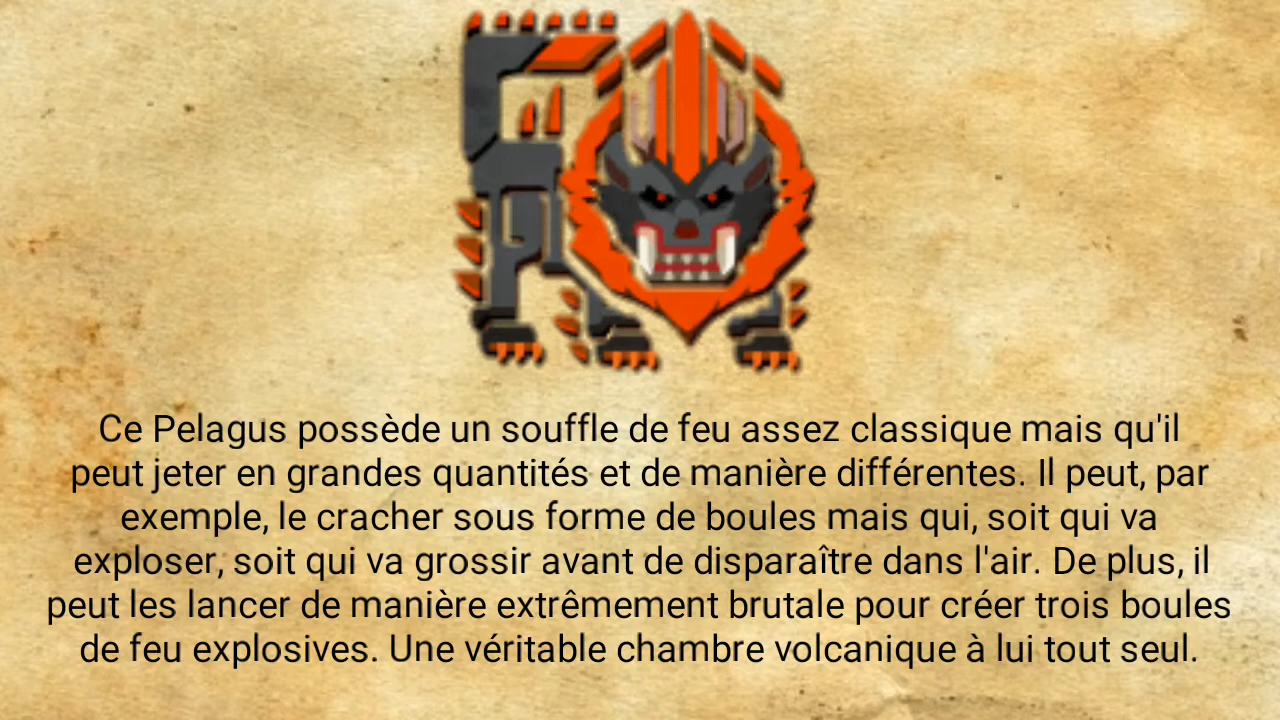 Ce Pelagus possède un souffle de feu assez classique mais qu'il
peut jeter en grandes quantités et de manière différentes. Il peut, par
exemple, le cracher sous forme de boules mais qui, soit qui va
exploser, soit qui va grossir avant de disparaître dans l'air. De plus, il
peut les lancer de manière extrêmement brutale pour créer trois boules
de feu explosives. Une véritable chambre volcanique à lui tout seul.